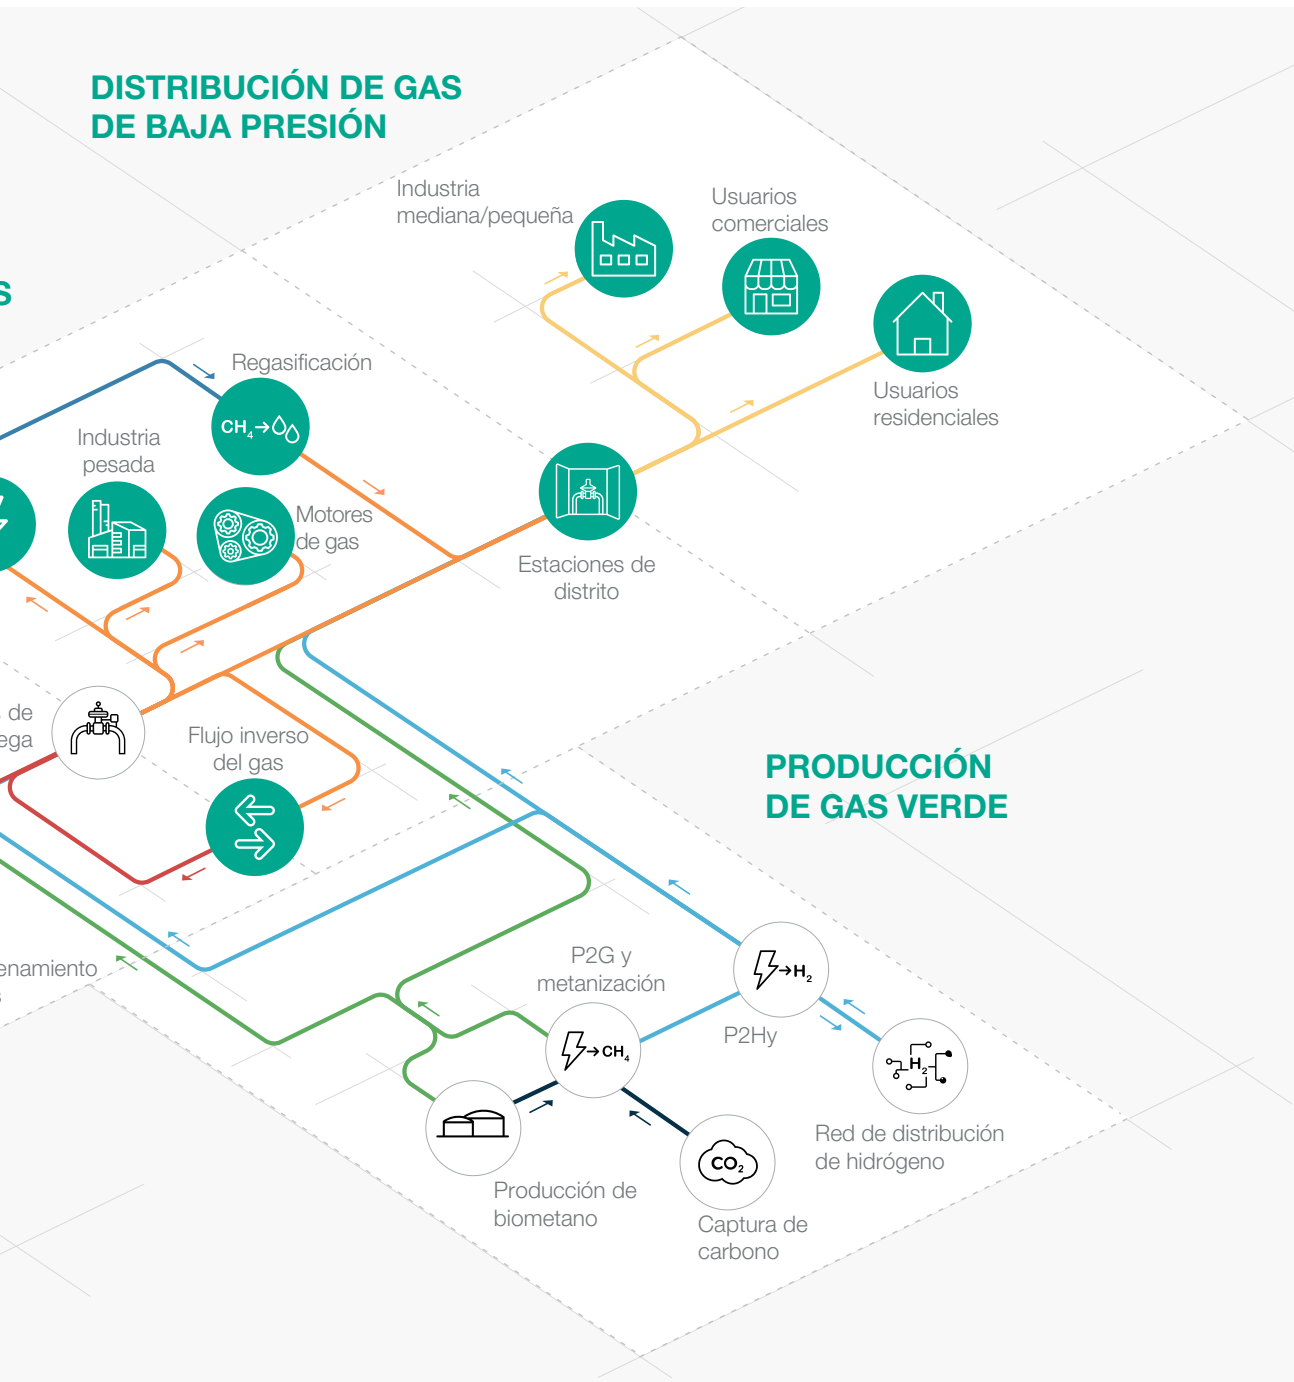 DISTRIBUCIÓN DE GAS
DE BAJA PRESIÓN
Industria
mediana/pequeña
Usuarios
comerciales
S
Regasificación
CH₄→
Usuarios
residenciales
Industria
pesada
Motores
de gas
Estaciones de
distrito
de
ega
Flujo inverso
del gas
PRODUCCIÓN
DE GAS VERDE
enamiento
s
P2G y
metanización
→H₂
P2Hy
→CH₄
H₂
Red de distribución
de hidrógeno
CO₂
Producción de
biometano
Captura de
carbono